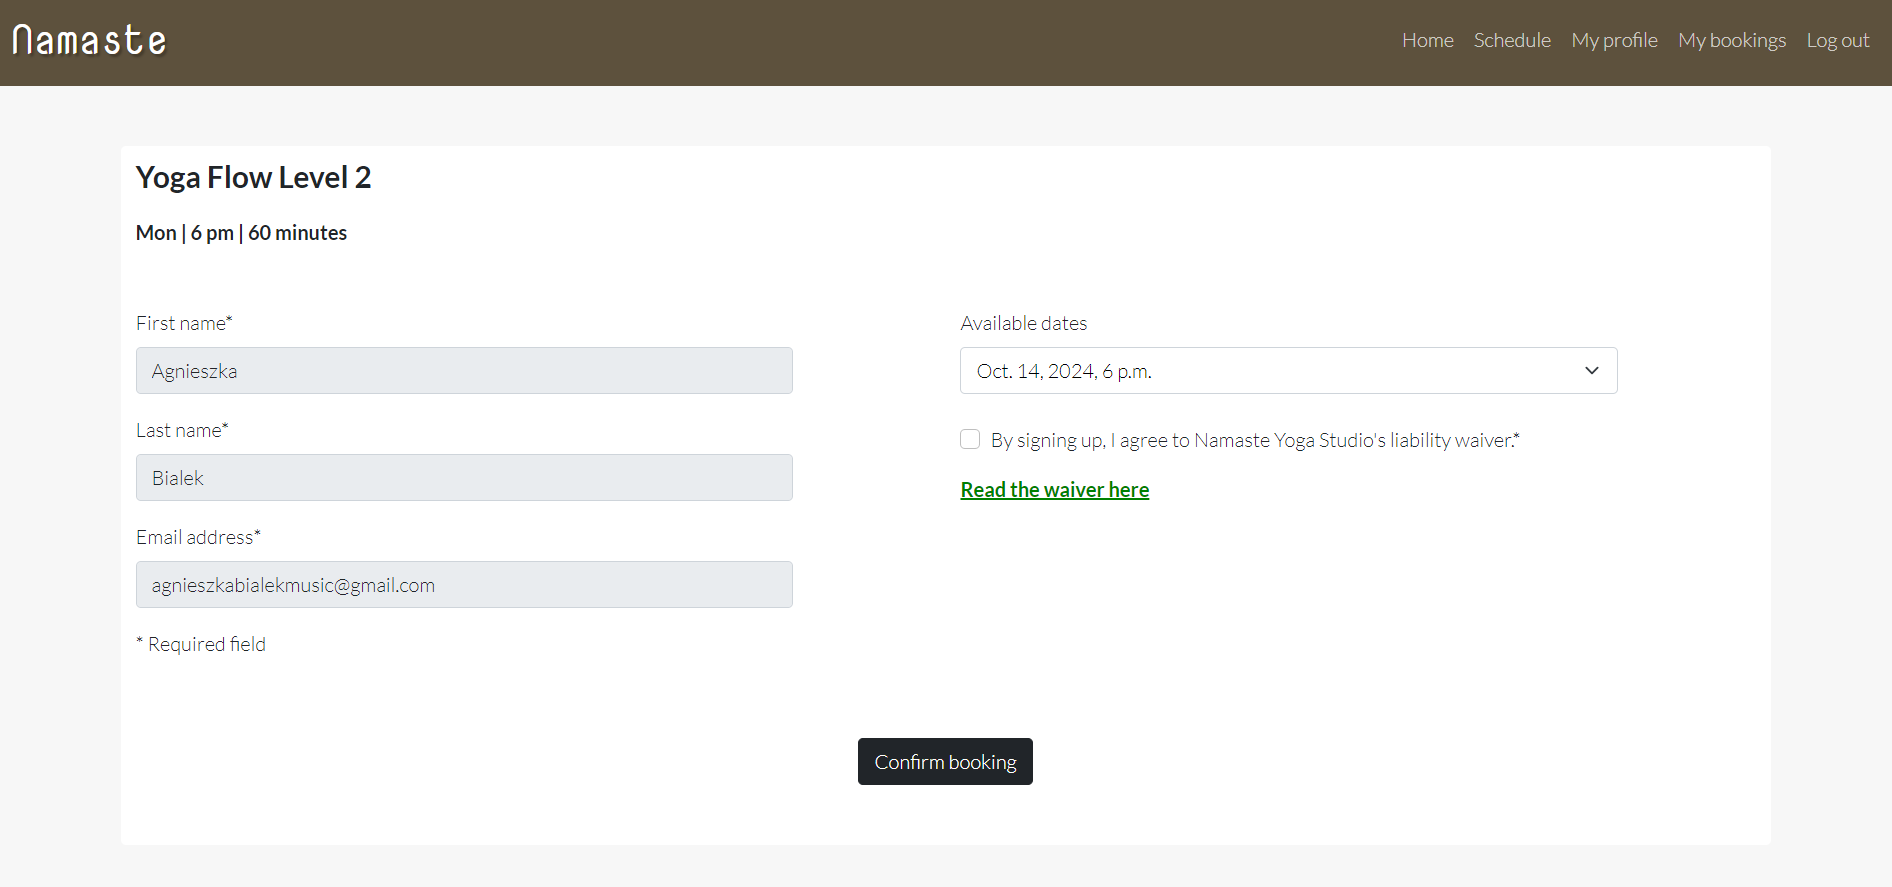 Namaste
Home Schedule My profile My bookings Log out
Yoga Flow Level 2
Mon | 6 pm | 60 minutes
First name*
Agnieszka
Last name*
Bialek
Email address*
agnieszkabialekmusic@gmail.com
* Required field
Available dates
Oct. 14, 2024, 6 p.m.
By signing up, I agree to Namaste Yoga Studio's liability waiver.*
Read the waiver here
Confirm booking